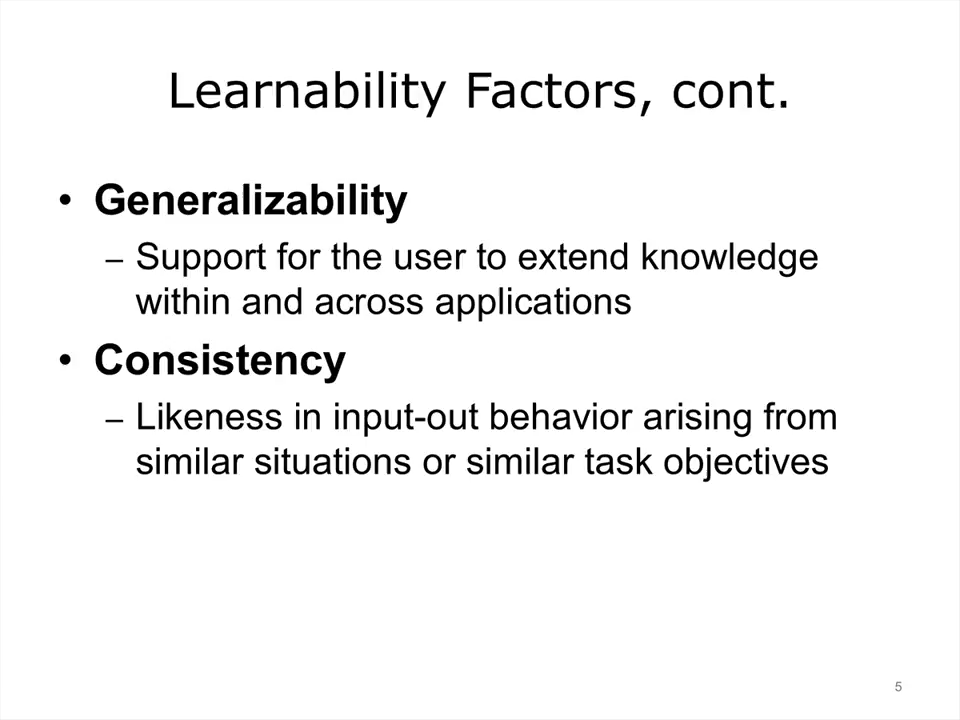 Learnability Factors, cont.
• Generalizability
– Support for the user to extend knowledge
within and across applications
• Consistency
– Likeness in input-out behavior arising from
similar situations or similar task objectives
5